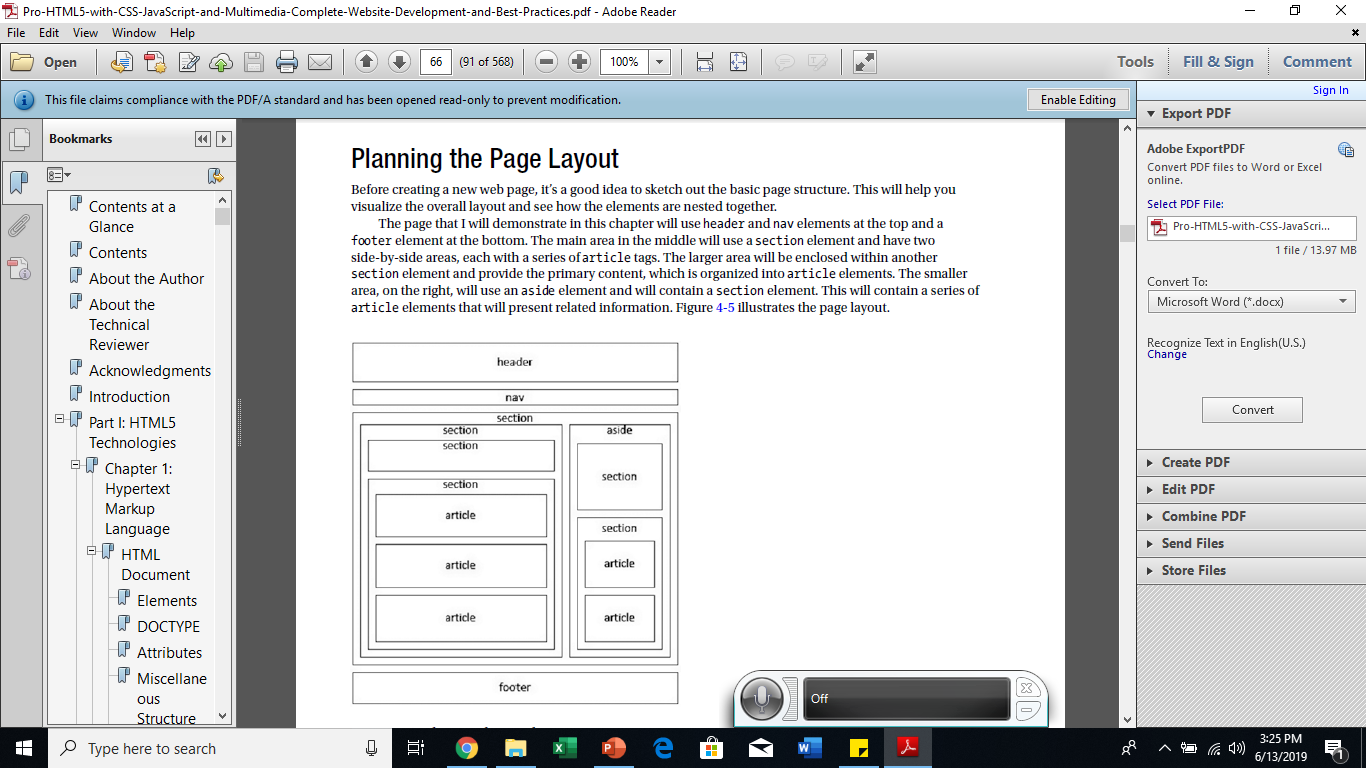 Pro-HTML5-with-CSS-JavaScript-and-Multimedia-Complete-Website-Development-and-Best-Practices.pdf - Adobe Reader
File Edit View Window Help
Open 66 (91 of 568) 100% Tools Fill & Sign Comment
This file claims compliance with the PDF/A standard and has been opened read-only to prevent modification.
Enable Editing
Bookmarks
Contents at a
Glance
Contents
About the Author
About the
Technical
Reviewer
Acknowledgments
Introduction
Part I: HTML5
Technologies
Chapter 1:
Hypertext
Markup
Language
HTML
Document
Elements
DOCTYPE
Attributes
Miscellane
ous
Structure
Planning the Page Layout
Before creating a new web page, it's a good idea to sketch out the basic page structure. This will help you
visualize the overall layout and see how the elements are nested together.
The page that I will demonstrate in this chapter will use header and nav elements at the top and a
footer element at the bottom. The main area in the middle will use a section element and have two
side-by-side areas, each with a series of article tags. The larger area will be enclosed within another
section element and provide the primary content, which is organized into article elements. The smaller
area, on the right, will use an aside element and will contain a section element. This will contain a series of
article elements that will present related information. Figure 4-5 illustrates the page layout.
header
nav
section
section
section
section
article
article
article
aside
section
section
article
article
footer
Off
Sign In
Export PDF
Adobe ExportPDF
Convert PDF files to Word or Excel
online.
Select PDF File:
Pro-HTML5-with-CSS-JavaScri...
1 file / 13.97 MB
Convert To:
Microsoft Word (*.docx)
Recognize Text in English(U.S.)
Change
Convert
Create PDF
Edit PDF
Combine PDF
Send Files
Store Files
Type here to search
3:25 PM
6/13/2019
1